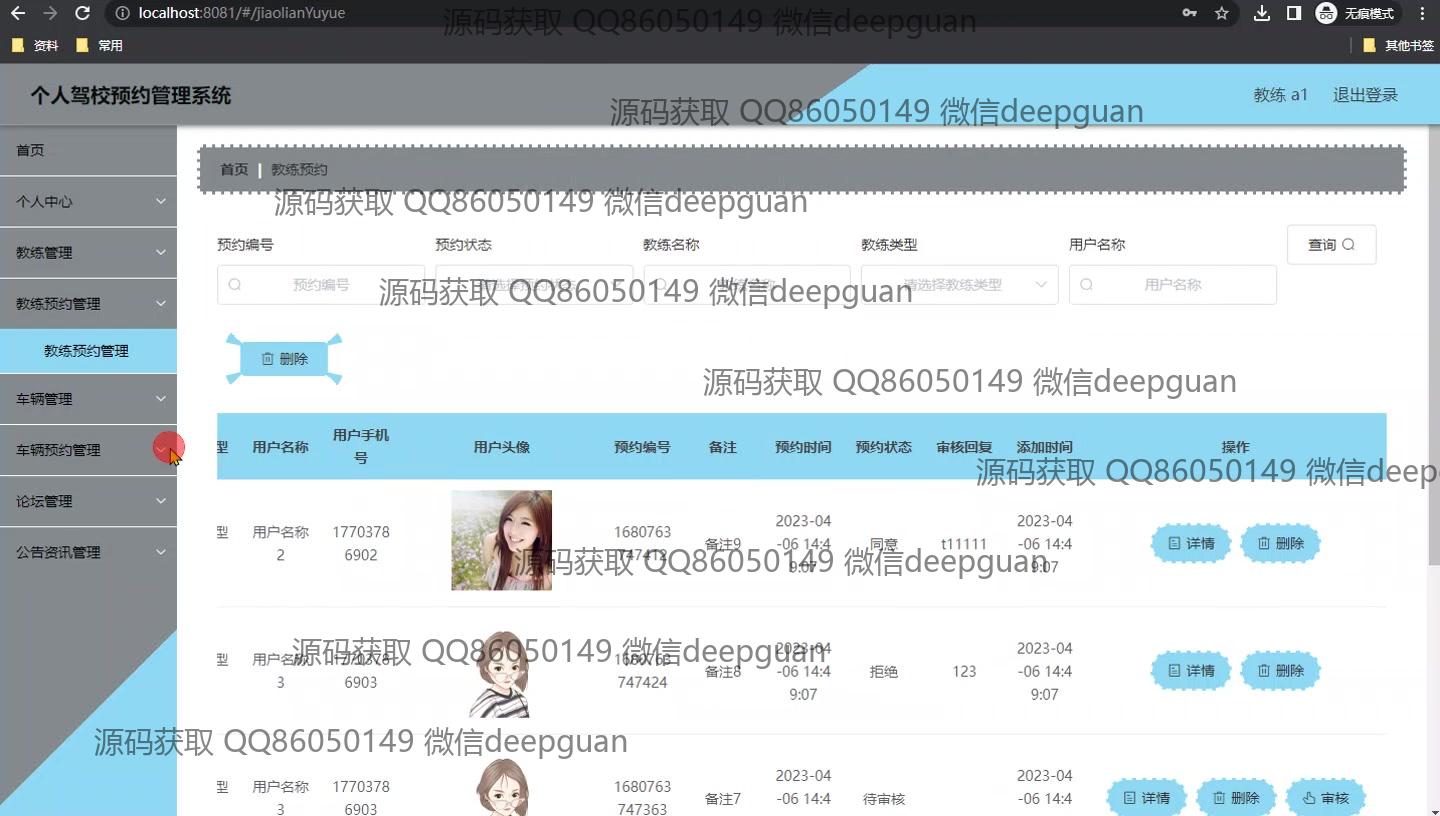 localhost:8081/#/jiaolianYuyue
无痕模式
资料
常用
其他书签
源码获取 QQ86050149 微信deepguan
个人驾校预约管理系统
教练 a1
退出登录
源码获取 QQ86050149 微信deepguan
首页
个人中心
教练管理
教练预约管理
教练预约管理
车辆管理
车辆预约管理
论坛管理
公告资讯管理
首页 | 教练预约
源码获取 QQ86050149 微信deepguan
预约编号
预约状态
教练名称
教练类型
用户名称
查询
预约编号
请选择教练类型
用户名称
源码获取 QQ86050149 微信deepguan
删除
源码获取 QQ86050149 微信deepguan
型 用户名称 用户手机号 用户头像 预约编号 备注 预约时间 预约状态 审核回复 添加时间 操作
源码获取 QQ86050149 微信deep
型
用户名称
2
1770378
6902
1680763
747412
备注9
2023-04
-06 14:4
9:07
同意
t11111
2023-04
-06 14:4
9:07
详情
删除
源码获取 QQ86050149 微信deepguan
型
用户名称
3
1770378
6903
1680763
747424
备注8
2023-04
-06 14:4
9:07
拒绝
123
2023-04
-06 14:4
9:07
详情
删除
源码获取 QQ86050149 微信deepguan
源码获取 QQ86050149 微信deepguan
型
用户名称
3
1770378
6903
1680763
747363
备注7
2023-04
-06 14:4
待审核
2023-04
-06 14:4
详情
删除
审核